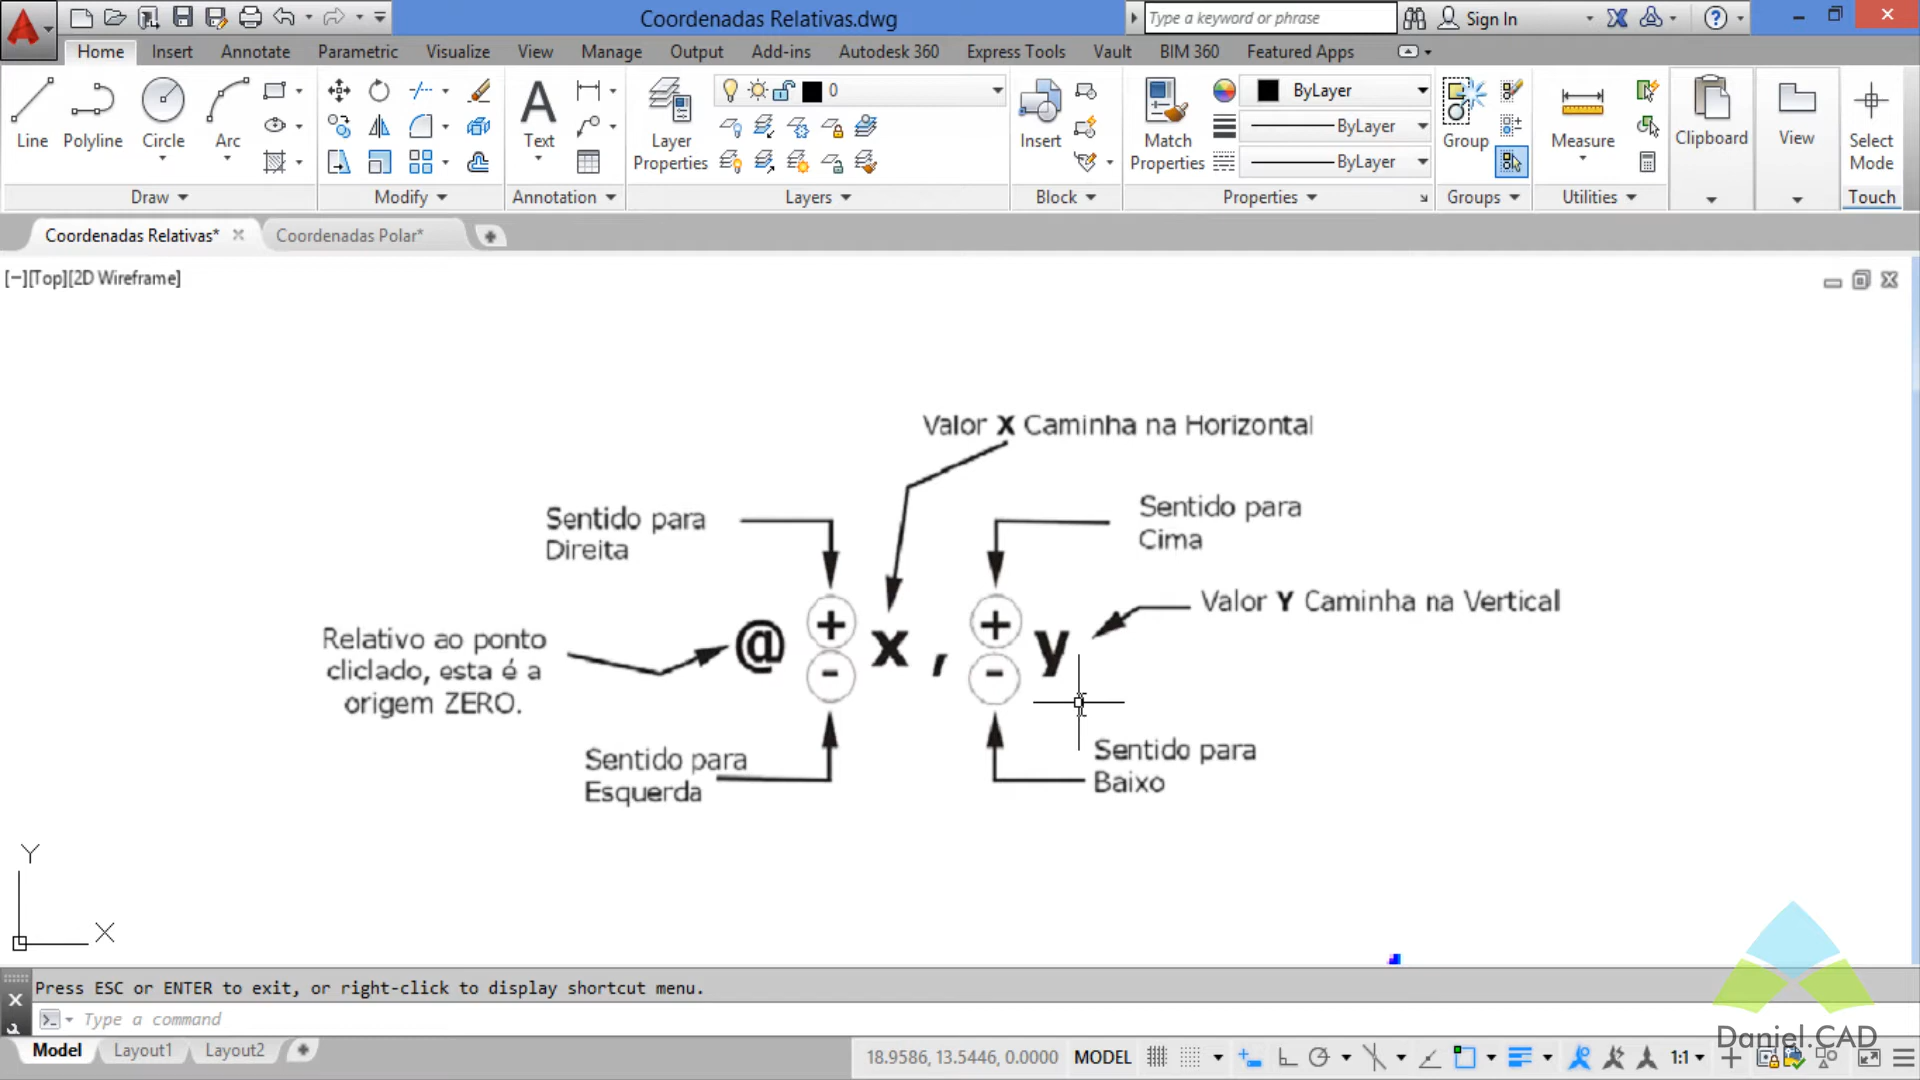 Coordenadas Relativas.dwg
Type a keyword or phrase
Sign In
Home Insert Annotate Parametric Visualize View Manage Output Add-ins Autodesk 360 Express Tools Vault BIM 360 Featured Apps
Line
Polyline
Circle
Arc
Text
Layer
Properties
0
Insert
Match
Properties
ByLayer
ByLayer
ByLayer
Group
Measure
Clipboard
View
Select
Mode
Draw
Modify
Annotation
Layers
Block
Properties
Groups
Utilities
Touch
Coordenadas Relativas*
Coordenadas Polar*
[−][Top][2D Wireframe]
Valor X Caminha na Horizontal
Sentido para
Direita
Sentido para
Cima
Valor Y Caminha na Vertical
Relativo ao ponto
cliclado, esta é a
origem ZERO.
@ + - x , + - y
Sentido para
Esquerda
Sentido para
Baixo
Y
X
Press ESC or ENTER to exit, or right-click to display shortcut menu.
Type a command
Model Layout1 Layout2
18.9586, 13.5446, 0.0000 MODEL
1:1
Daniel.CAD